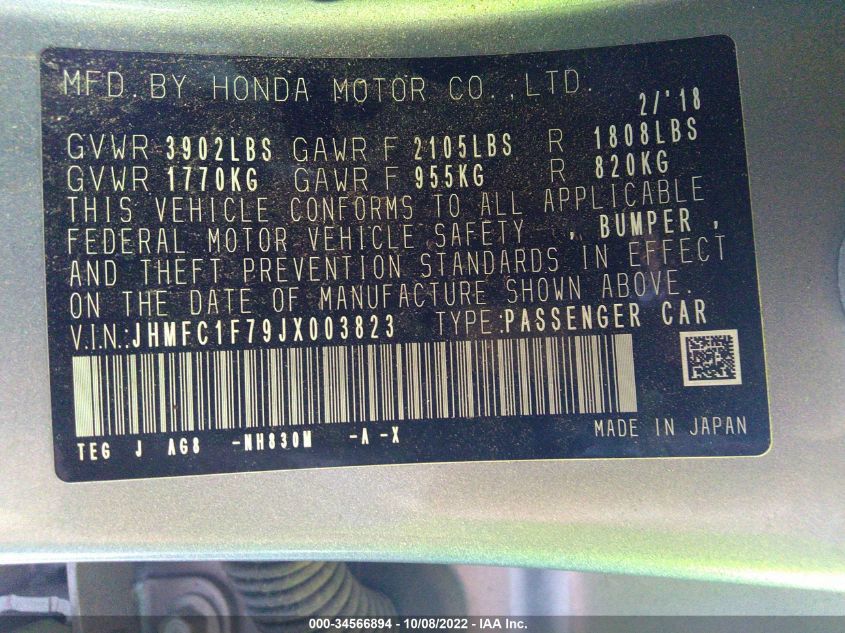 MFD. BY HONDA MOTOR CO., LTD. 2/'18
GVWR 3902LBS GAWR F 2105LBS R 1808LBS
GVWR 1770KG GAWR F 955KG R 820KG
THIS VEHICLE CONFORMS TO ALL APPLICABLE
FEDERAL MOTOR VEHICLE SAFETY , BUMPER ,
AND THEFT PREVENTION STANDARDS IN EFFECT
ON THE DATE OF MANUFACTURE SHOWN ABOVE.
V.I.N.:JHMFC1F79JX003823 TYPE:PASSENGER CAR
TEG J AG8 -NH830M -A -X MADE IN JAPAN
000-34566894 - 10/08/2022 - IAA Inc.